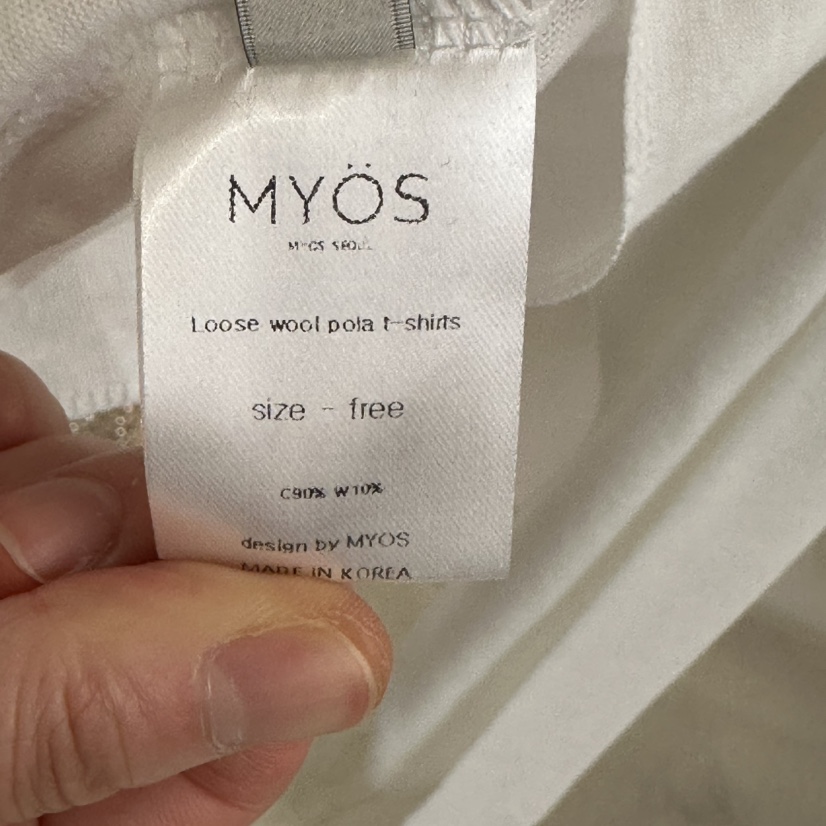 MYÖS
Loose wool pola t-shirts
size - free
C90% W10%
design by MYOS
MADE IN KOREA